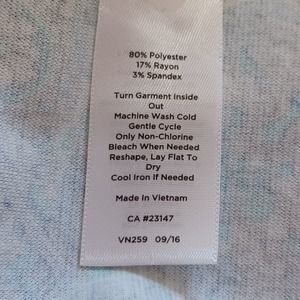 80% Polyester
17% Rayon
3% Spandex
Turn Garment Inside
Out
Machine Wash Cold
Gentle Cycle
Only Non-Chlorine
Bleach When Needed
Reshape, Lay Flat To
Dry
Cool Iron If Needed
Made In Vietnam
CA #23147
VN259 09/16